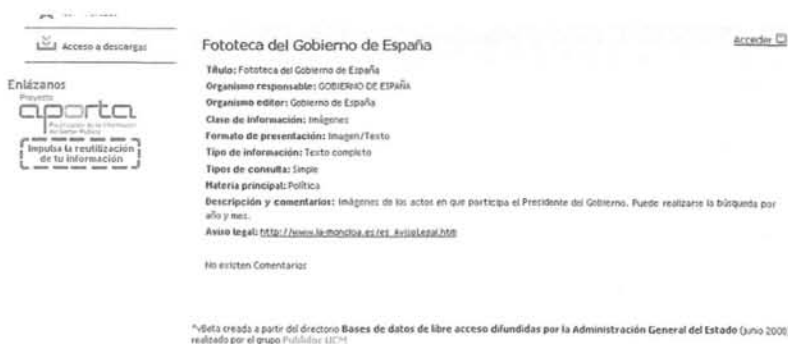 Acceso a descargas
Enlázanos
Proyecto
aporta
Impulsa la reutilización
de tu información
Fototeca del Gobierno de España
Acceder
Título: Fototeca del Gobierno de España
Organismo responsable: GOBIERNO DE ESPAÑA
Organismo editor: Gobierno de España
Clase de información: Imágenes
Formato de presentación: Imagen/Texto
Tipo de información: Texto completo
Tipos de consulta: Simple
Materia principal: Política
Descripción y comentarios: Imágenes de los actos en que participa el Presidente del Gobierno. Puede realizarse la búsqueda por
año y mes.
Aviso legal: http://www.la-moncloa.es/es_AvisoLegal.htm
No existen Comentarios
Beta creada a partir del directorio Bases de datos de libre acceso difundidas por la Administración General del Estado (junio 2008)
realizado por el grupo Publidoc UCM